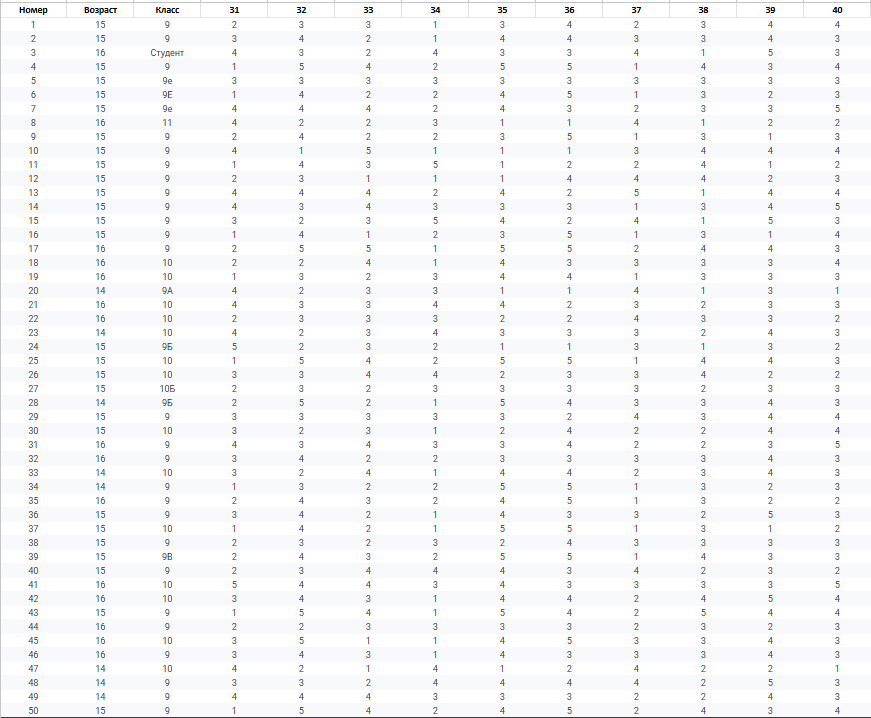 Номер Возраст Класс 31 32 33 34 35 36 37 38 39 40
1 15 9 2 3 3 1 3 4 2 3 4 4
2 15 9 3 4 2 1 4 4 3 3 4 3
3 16 Студент 4 3 2 4 3 3 4 1 5 3
4 15 9 1 5 4 2 5 5 1 4 3 4
5 15 9е 3 3 3 3 3 3 3 3 3 3
6 15 9Е 1 4 2 2 4 5 1 3 2 3
7 15 9е 4 4 4 2 4 3 2 3 3 5
8 16 11 4 2 2 3 1 1 4 1 2 2
9 15 9 2 4 2 2 3 5 1 3 1 3
10 15 9 4 1 5 1 1 1 3 4 4 4
11 15 9 1 4 3 5 1 2 2 4 1 2
12 15 9 2 3 1 1 1 4 4 4 2 3
13 15 9 4 4 4 2 4 2 5 1 4 4
14 15 9 4 3 4 3 3 3 1 3 4 5
15 15 9 3 2 3 5 4 2 4 1 5 3
16 15 9 1 4 1 2 3 5 1 3 1 4
17 16 9 2 5 5 1 5 5 2 4 4 3
18 16 10 2 2 4 1 4 3 3 3 3 4
19 16 10 1 3 2 3 4 4 1 3 3 3
20 14 9А 4 2 3 3 1 1 4 1 3 1
21 16 10 4 3 3 4 4 2 3 2 3 3
22 16 10 2 3 3 3 2 2 4 3 3 2
23 14 10 4 2 3 4 3 3 3 2 4 3
24 15 9Б 5 2 3 2 1 1 3 1 3 2
25 15 10 1 5 4 2 5 5 1 4 4 3
26 15 10 3 3 4 4 2 3 3 4 2 2
27 15 10Б 2 3 2 3 3 3 3 2 3 3
28 14 9Б 2 5 2 1 5 4 3 3 4 3
29 15 9 3 3 3 3 3 2 4 3 4 4
30 15 10 3 2 3 1 2 4 2 2 4 4
31 16 9 4 3 4 3 3 4 2 2 3 5
32 16 9 3 4 2 2 3 3 3 3 4 3
33 14 10 3 2 4 1 4 4 2 3 4 3
34 14 9 1 3 2 2 5 5 1 3 2 3
35 16 9 2 4 3 2 4 5 1 3 2 2
36 15 9 3 4 2 1 4 3 3 2 5 3
37 15 10 1 4 2 1 5 5 1 3 1 2
38 15 9 2 3 2 3 2 4 3 3 3 3
39 15 9В 2 4 3 2 5 5 1 4 3 3
40 15 9 2 3 4 4 4 3 4 2 3 2
41 16 10 5 4 4 3 4 3 3 3 3 5
42 16 10 3 4 3 1 4 4 2 4 5 4
43 15 9 1 5 4 1 5 4 2 5 4 4
44 16 9 2 2 3 3 3 3 2 3 2 3
45 16 10 3 5 1 1 4 5 3 3 4 3
46 16 9 3 4 3 1 4 3 3 3 4 3
47 14 10 4 2 1 4 1 2 4 2 2 1
48 14 9 3 3 2 4 4 4 4 2 5 3
49 14 9 4 4 4 3 3 3 2 2 4 3
50 15 9 1 5 4 2 4 5 2 4 3 4